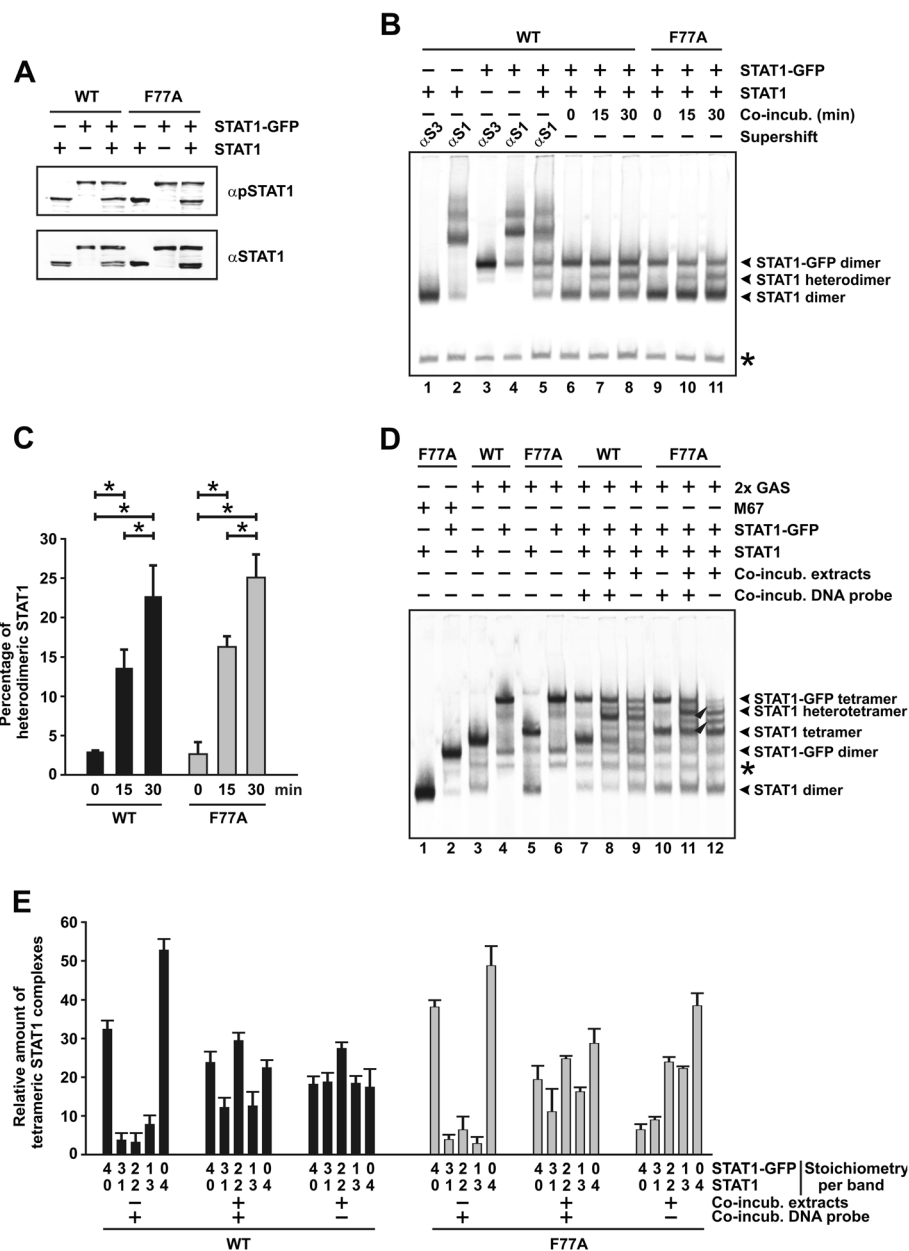 A
WT F77A
– + + – + + STAT1-GFP
+ – + + – + STAT1
αpSTAT1
αSTAT1
B
WT F77A
– – + + + + + + + + + STAT1-GFP
+ + – – + + + + + + + STAT1
0 15 30 0 15 30 Co-incub. (min)
αS3 αS1 αS3 αS1 αS1 – – – – – – Supershift
STAT1-GFP dimer
STAT1 heterodimer
STAT1 dimer
*
1 2 3 4 5 6 7 8 9 10 11
C
* *
* *
* *
Percentage of
heterodimeric STAT1
30
25
20
15
10
5
0
0 15 30 0 15 30 min
WT F77A
D
F77A WT F77A WT F77A
– – + + + + + + + + + + 2x GAS
+ + – – – – – – – – – – M67
– + – + – + + + + + + + STAT1-GFP
+ – + – + – + + + + + + STAT1
– – – – – – – + + – + + Co-incub. extracts
– – – – – – + + – + + – Co-incub. DNA probe
STAT1-GFP tetramer
STAT1 heterotetramer
STAT1 tetramer
STAT1-GFP dimer
*
STAT1 dimer
1 2 3 4 5 6 7 8 9 10 11 12
E
Relative amount of
tetrameric STAT1 complexes
60
50
40
30
20
10
0
4 3 2 1 0 4 3 2 1 0 4 3 2 1 0 4 3 2 1 0 4 3 2 1 0 4 3 2 1 0 STAT1-GFP Stoichiometry
0 1 2 3 4 0 1 2 3 4 0 1 2 3 4 0 1 2 3 4 0 1 2 3 4 0 1 2 3 4 STAT1 per band
– + + – + + Co-incub. extracts
+ + – + + – Co-incub. DNA probe
WT F77A